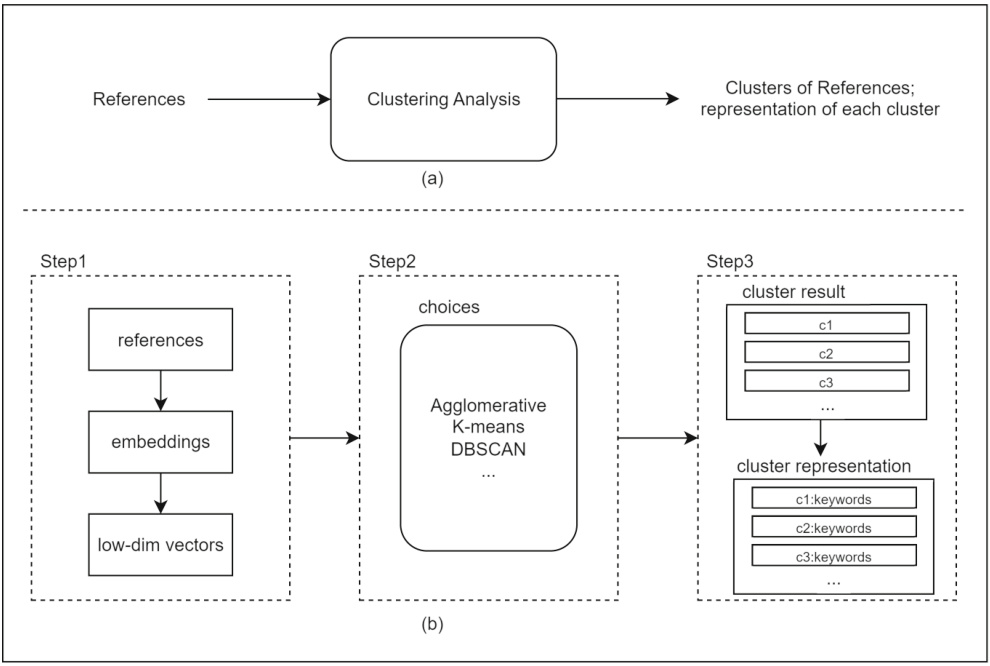 References
Clustering Analysis
Clusters of References;
representation of each cluster
(a)
Step1
references
embeddings
low-dim vectors
Step2
choices
Agglomerative
K-means
DBSCAN
...
Step3
cluster result
c1
c2
c3
...
cluster representation
c1:keywords
c2:keywords
c3:keywords
...
(b)